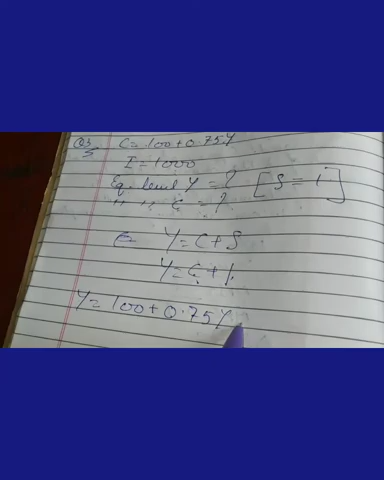 Q3 C = 100 + 0.75Y
I = 1000
Eq. level Y = ? [S = I]
" " C = ?
Y = C + S
Y = C + I
Y = 100 + 0.75Y